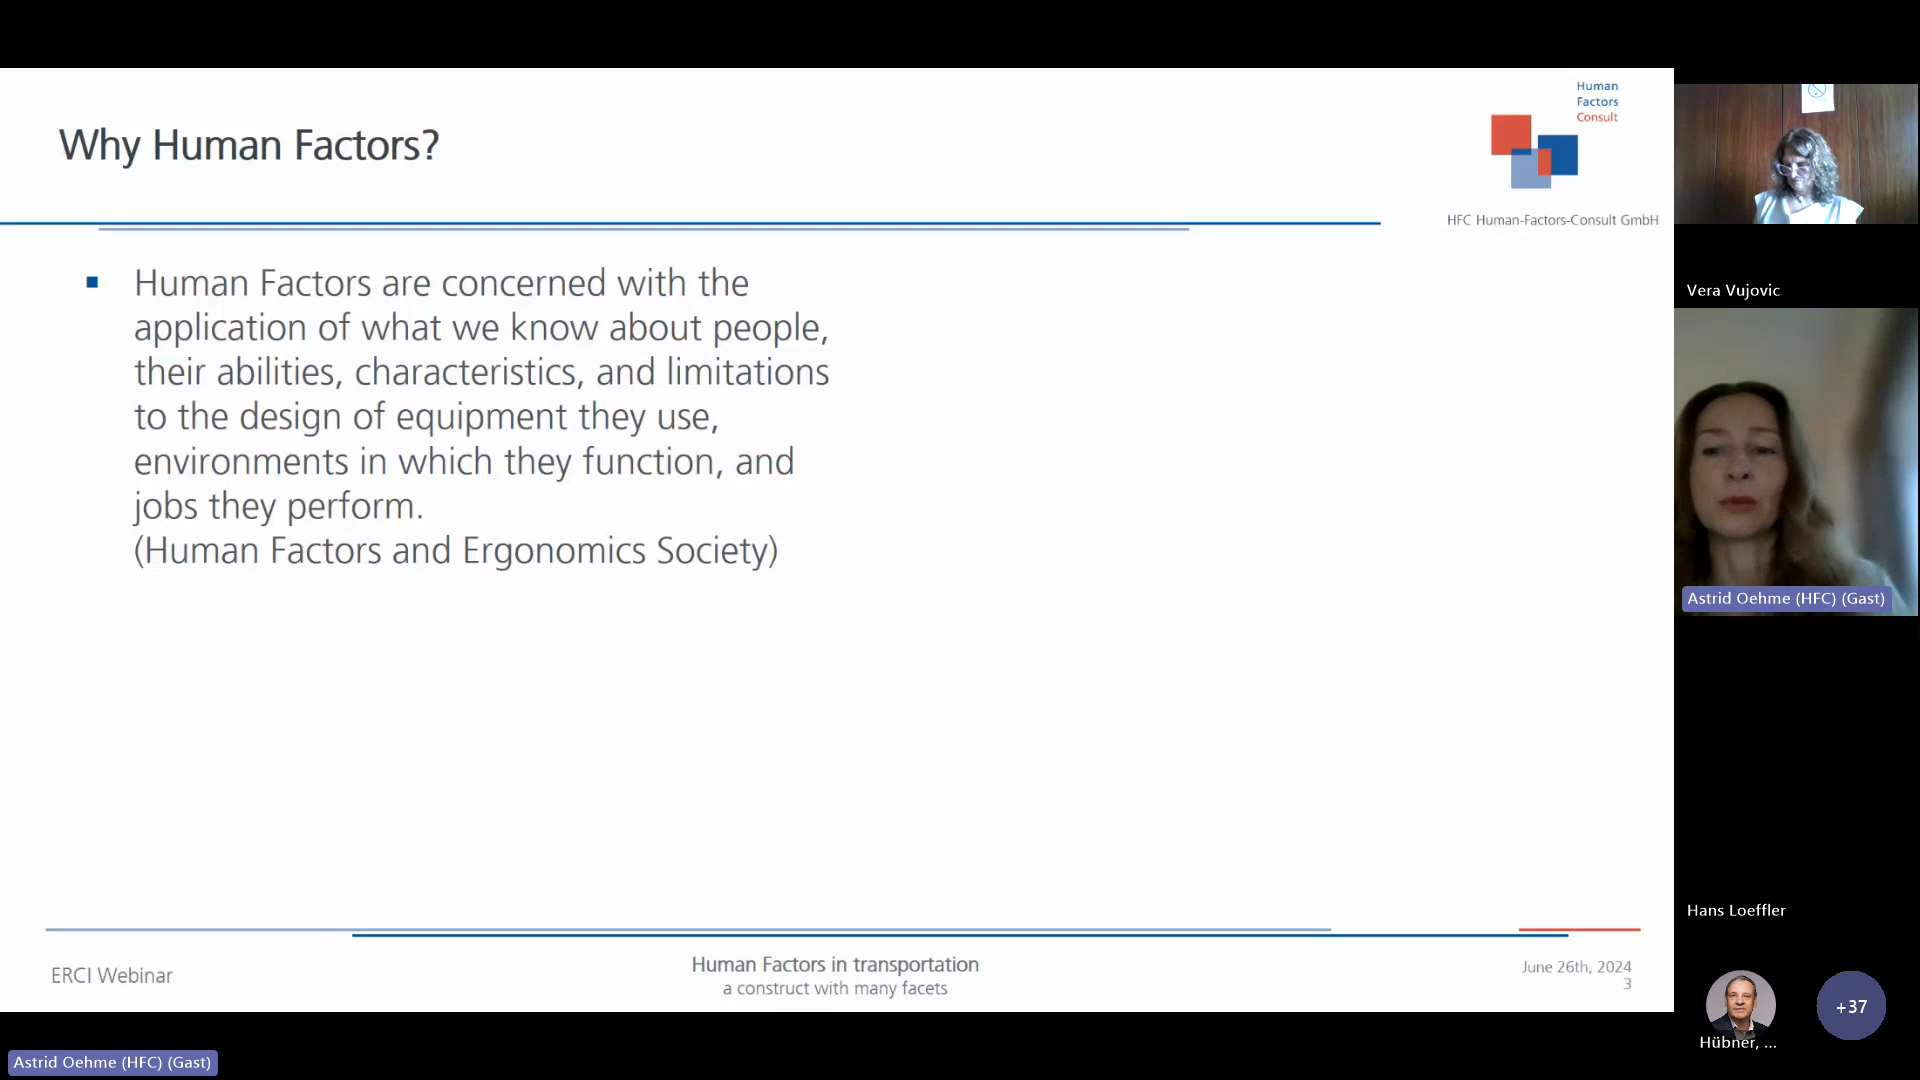 Why Human Factors?
Human
Factors
Consult
HFC Human-Factors-Consult GmbH
Human Factors are concerned with the
application of what we know about people,
their abilities, characteristics, and limitations
to the design of equipment they use,
environments in which they function, and
jobs they perform.
(Human Factors and Ergonomics Society)
ERCI Webinar
Human Factors in transportation
a construct with many facets
June 26th, 2024
3
Vera Vujovic
Astrid Oehme (HFC) (Gast)
Hans Loeffler
Hübner, ...
+37
Astrid Oehme (HFC) (Gast)